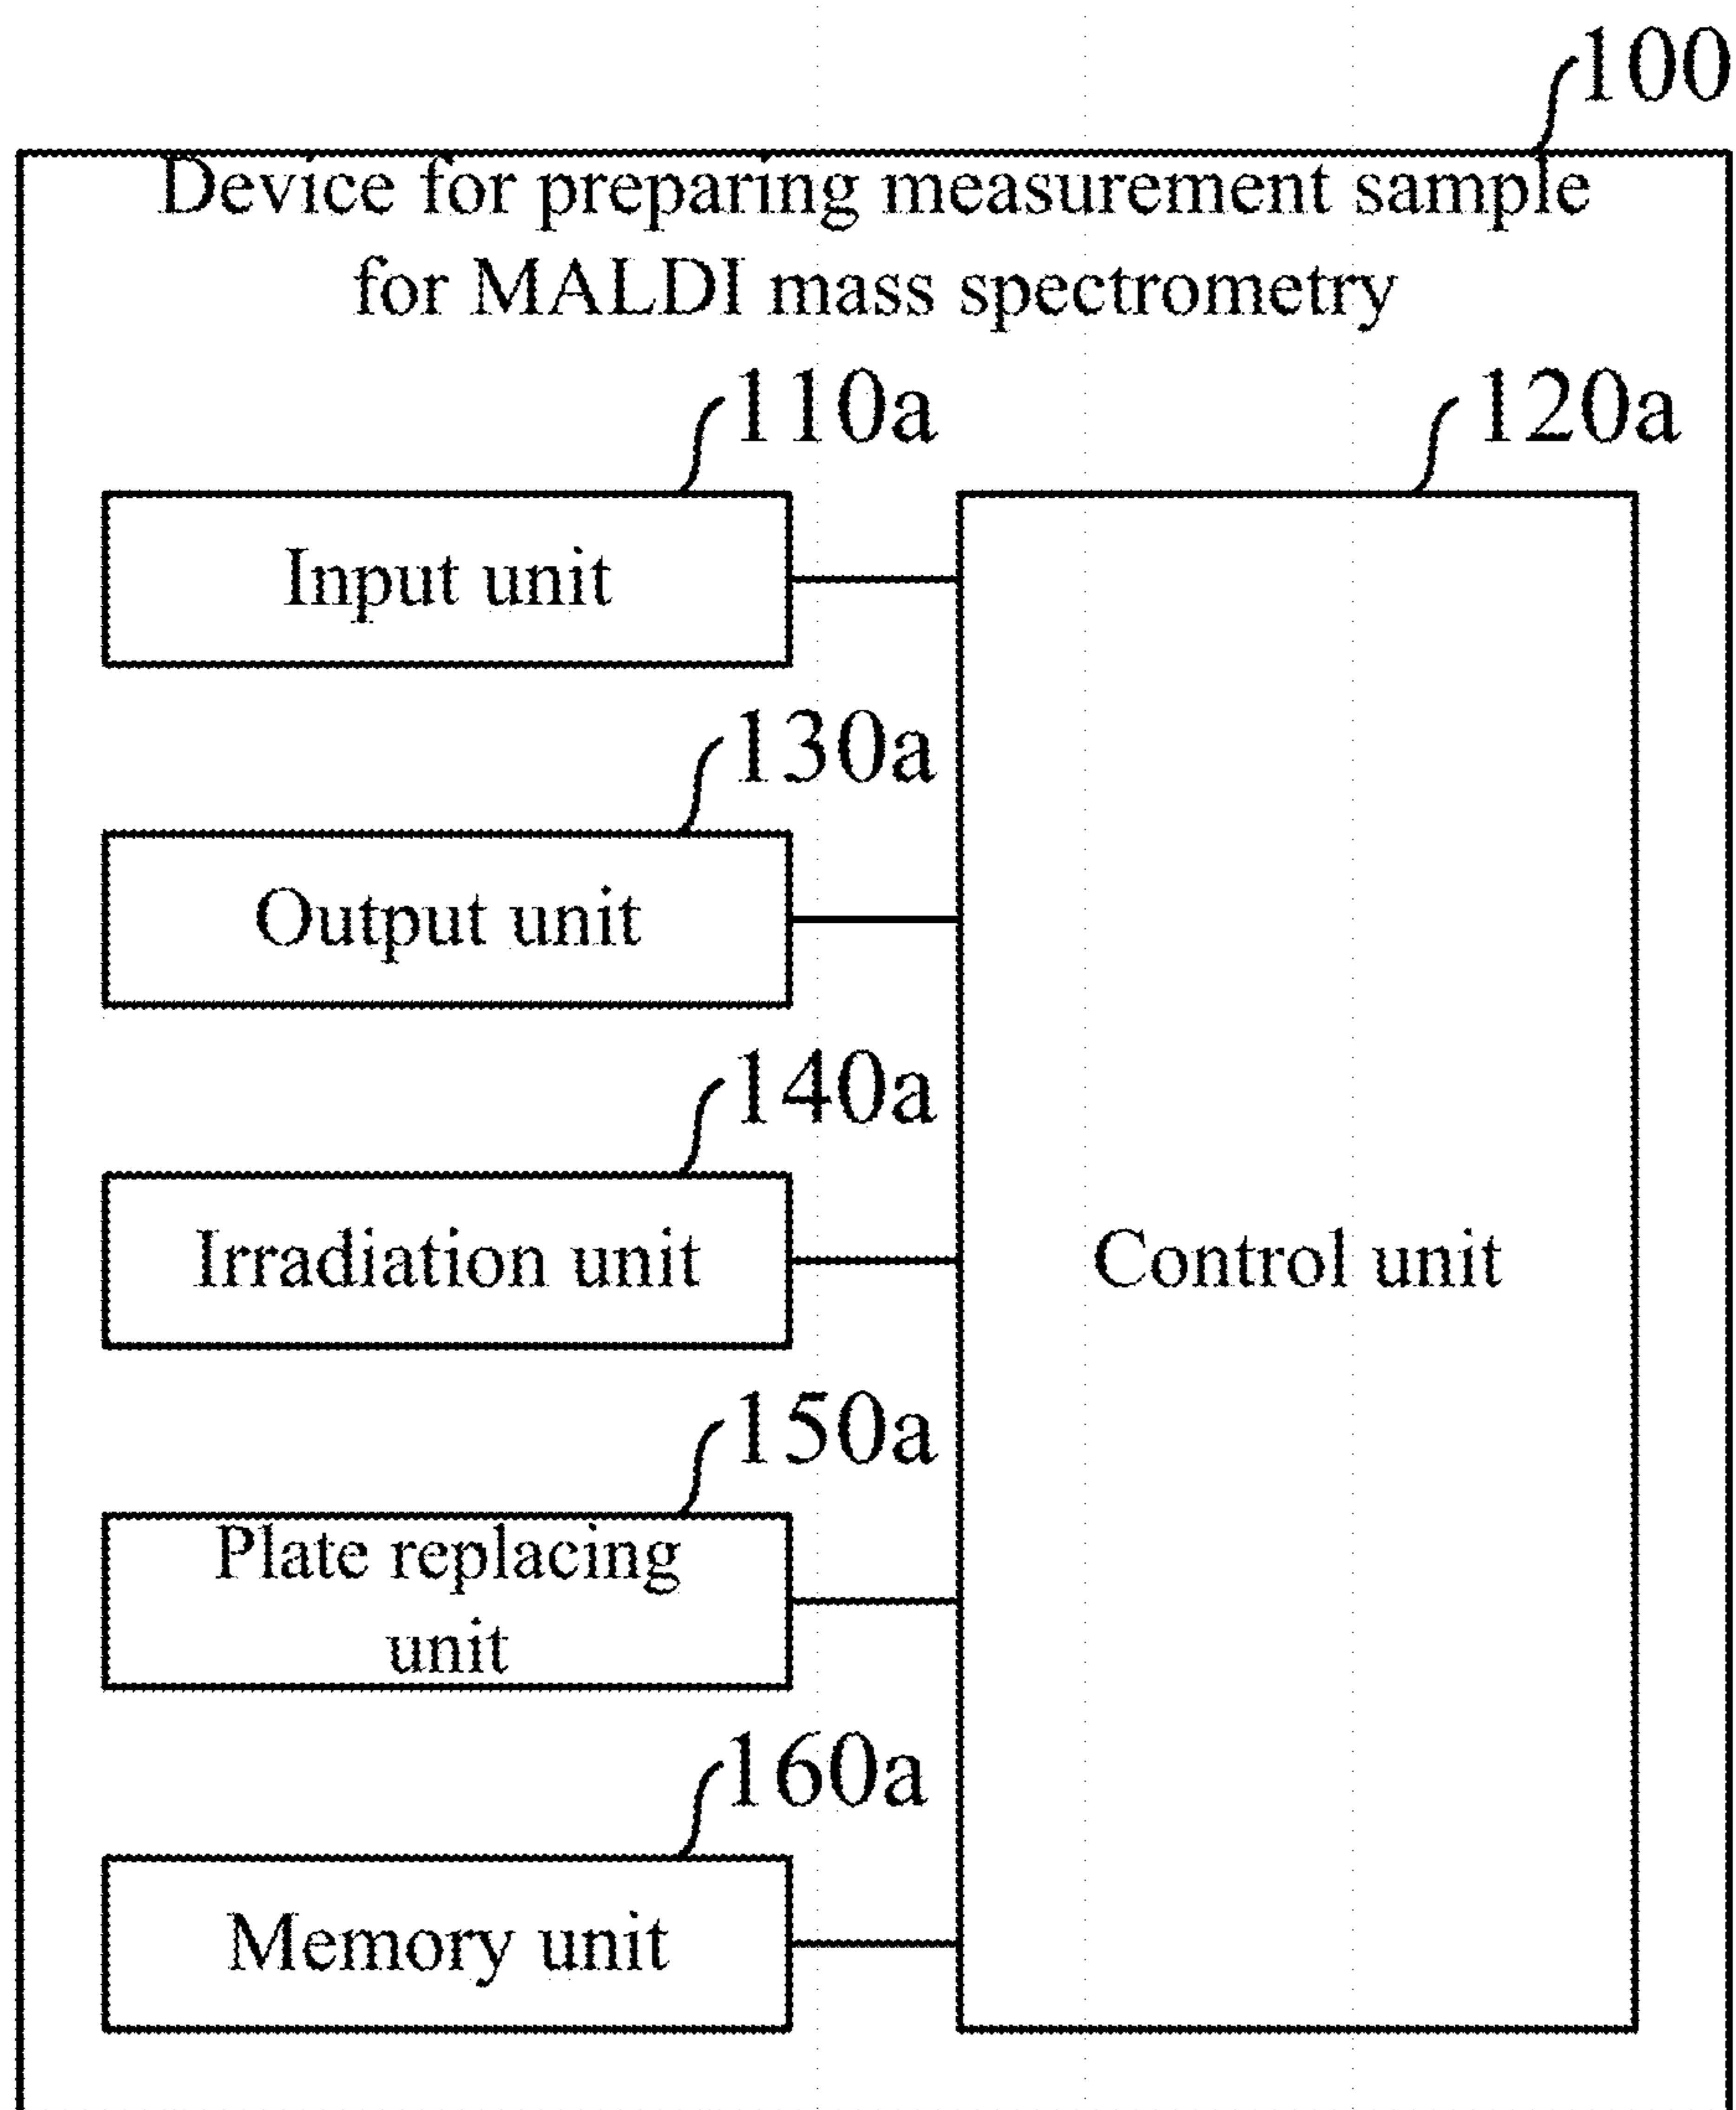 100
Device for preparing measurement sample
for MALDI mass spectrometry
110a
120a
Input unit
130a
Output unit
140a
Irradiation unit
Control unit
150a
Plate replacing
unit
160a
Memory unit